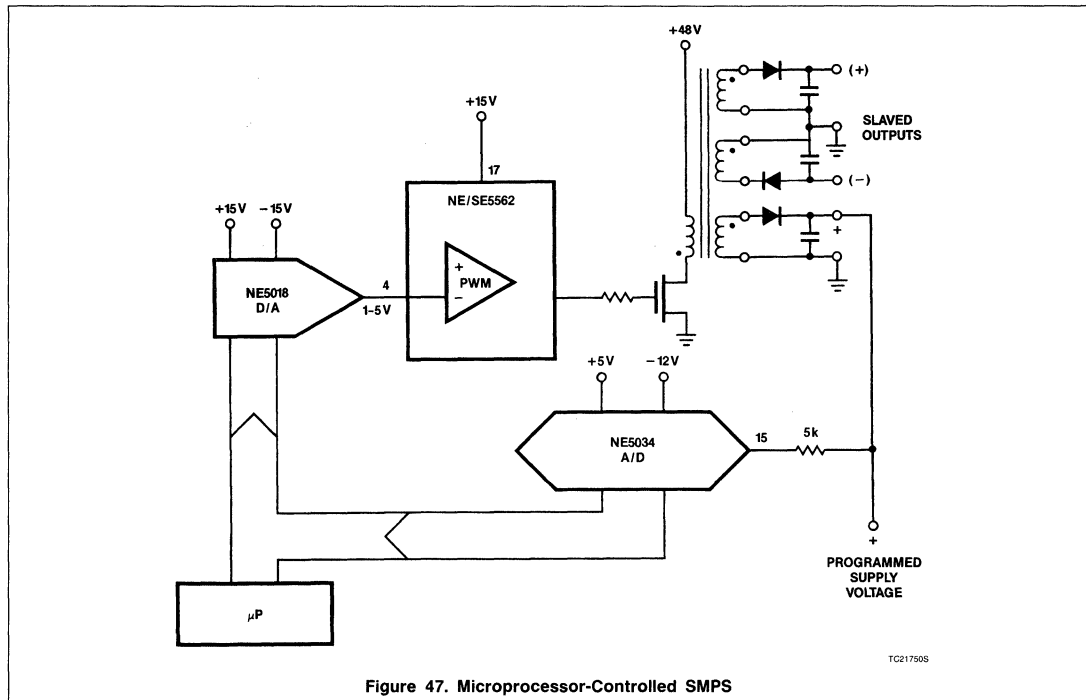 +48V
(+)
SLAVED
OUTPUTS
(−)
+
+15V
17
NE/SE5562
+
PWM
−
+15V −15V
NE5018
D/A
4
1–5V
+5V −12V
NE5034
A/D
15 5k
+
PROGRAMMED
SUPPLY
VOLTAGE
μP
TC21750S
Figure 47. Microprocessor-Controlled SMPS